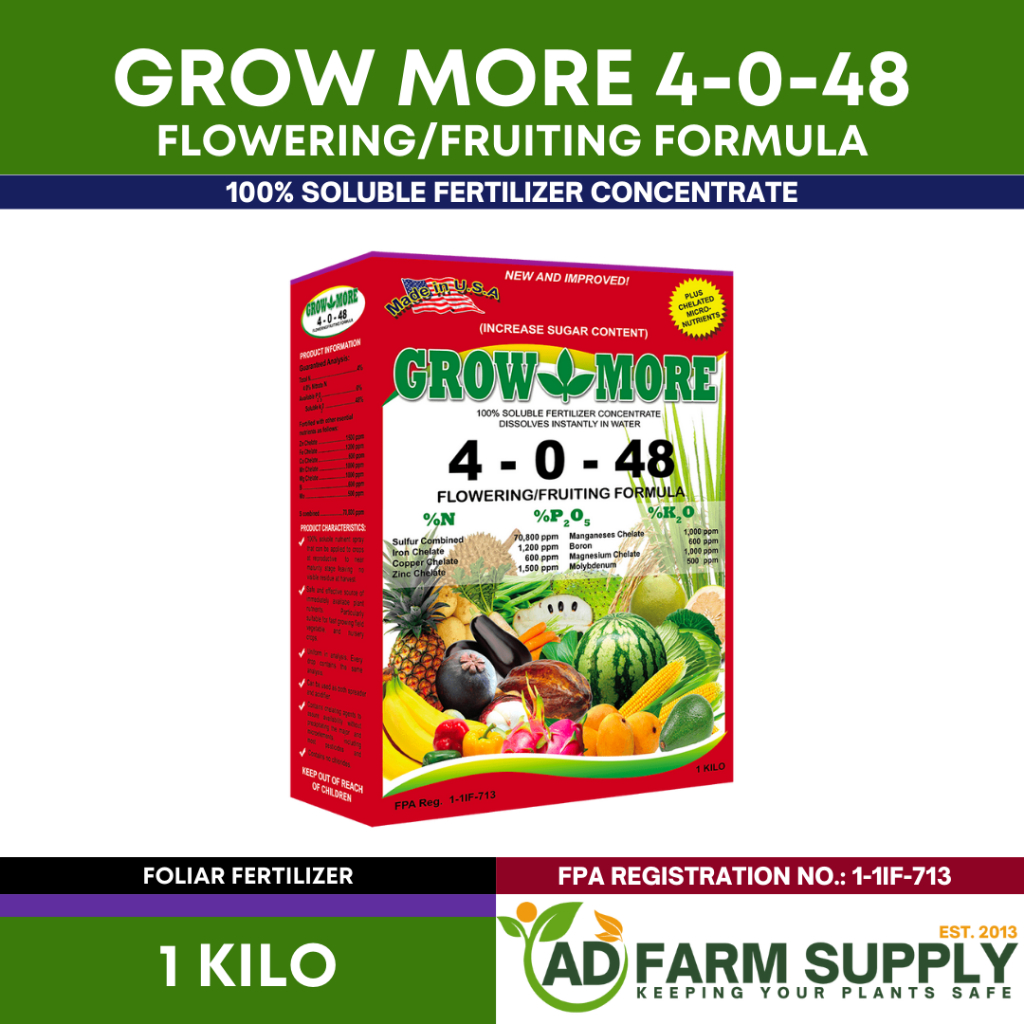 GROW MORE 4-0-48
FLOWERING/FRUITING FORMULA
100% SOLUBLE FERTILIZER CONCENTRATE
NEW AND IMPROVED!
Made in U.S.A
PLUS
CHELATED
MICRO-
NUTRIENTS
(INCREASE SUGAR CONTENT)
GROW MORE
100% SOLUBLE FERTILIZER CONCENTRATE
DISSOLVES INSTANTLY IN WATER
4 - 0 - 48
FLOWERING/FRUITING FORMULA
%N %P2O5 %K2O
Sulfur Combined 70,800 ppm Manganeses Chelate 1,000 ppm
Iron Chelate 1,200 ppm Boron 600 ppm
Copper Chelate 600 ppm Magnesium Chelate 1,000 ppm
Zinc Chelate 1,500 ppm Molybdenum 500 ppm
1 KILO
FPA Reg. 1-1IF-713
GROW MORE
4 - 0 - 48
FLOWERING/FRUITING FORMULA
PRODUCT INFORMATION
Guaranteed Analysis:
PRODUCT CHARACTERISTICS:
KEEP OUT OF REACH
OF CHILDREN
FOLIAR FERTILIZER
FPA REGISTRATION NO.: 1-1IF-713
1 KILO
EST. 2013
AD FARM SUPPLY
KEEPING YOUR PLANTS SAFE